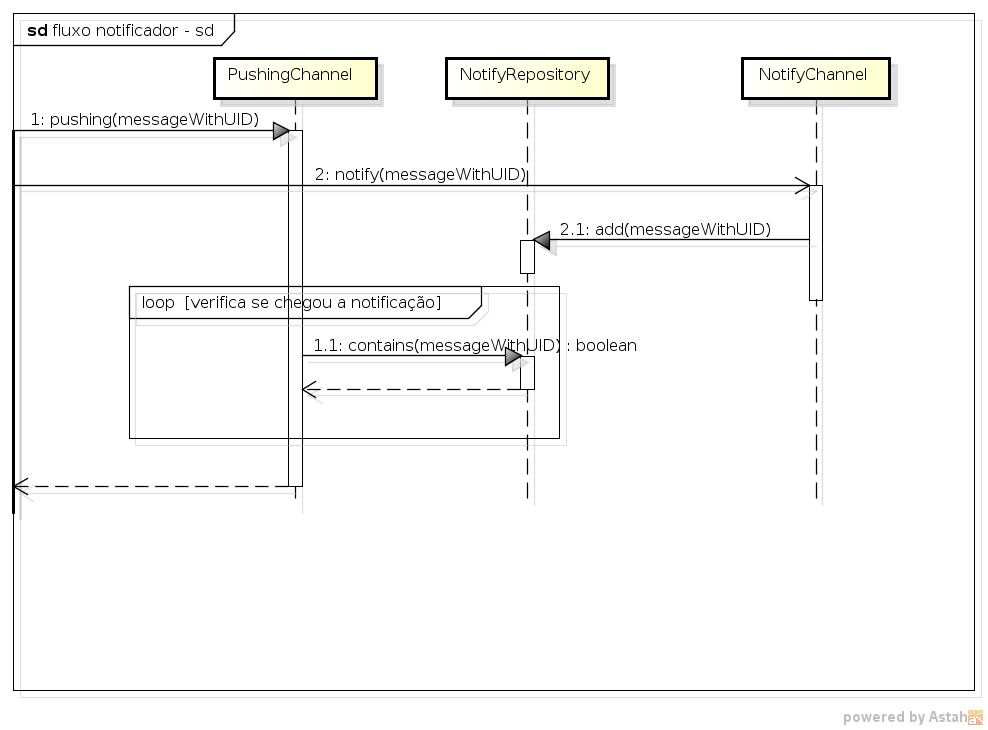 sd fluxo notificador - sd
PushingChannel
NotifyRepository
NotifyChannel
1: pushing(messageWithUID)
2: notify(messageWithUID)
2.1: add(messageWithUID)
loop [verifica se chegou a notificação]
1.1: contains(messageWithUID) : boolean
powered by Astah